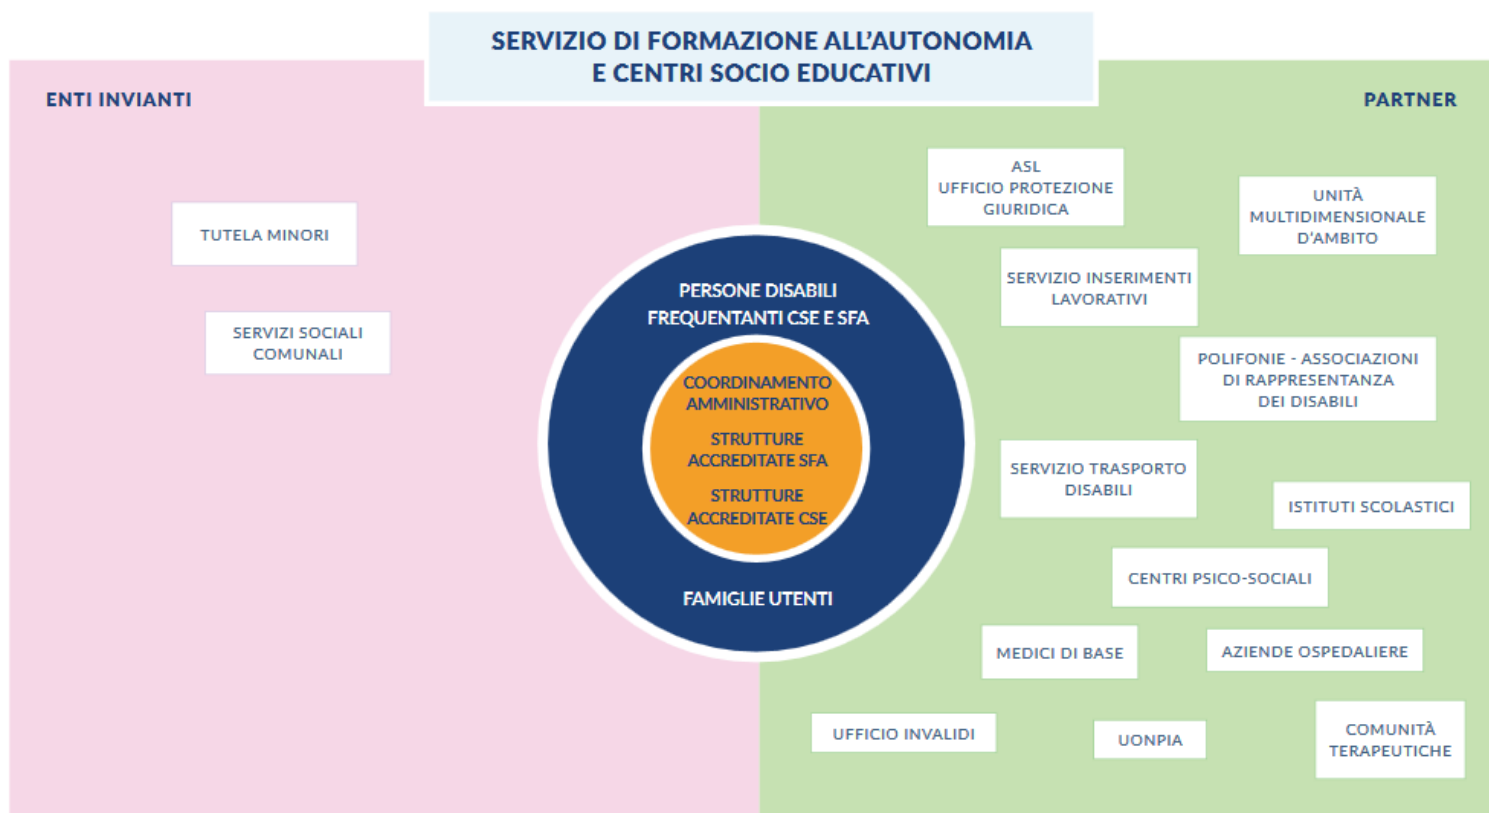 SERVIZIO DI FORMAZIONE ALL'AUTONOMIA
E CENTRI SOCIO EDUCATIVI
ENTI INVIANTI
TUTELA MINORI
SERVIZI SOCIALI
COMUNALI
PERSONE DISABILI
FREQUENTANTI CSE E SFA
COORDINAMENTO
AMMINISTRATIVO
STRUTTURE
ACCREDITATE SFA
STRUTTURE
ACCREDITATE CSE
FAMIGLIE UTENTI
PARTNER
ASL
UFFICIO PROTEZIONE
GIURIDICA
UNITÀ
MULTIDIMENSIONALE
D'AMBITO
SERVIZIO INSERIMENTI
LAVORATIVI
POLIFONIE - ASSOCIAZIONI
DI RAPPRESENTANZA
DEI DISABILI
SERVIZIO TRASPORTO
DISABILI
ISTITUTI SCOLASTICI
CENTRI PSICO-SOCIALI
MEDICI DI BASE
AZIENDE OSPEDALIERE
UFFICIO INVALIDI
UONPIA
COMUNITÀ
TERAPEUTICHE